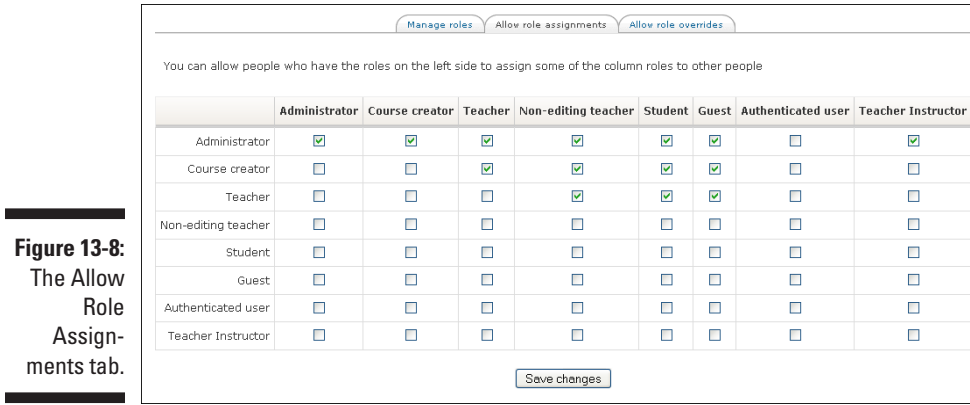 Manage roles Allow role assignments Allow role overrides
You can allow people who have the roles on the left side to assign some of the column roles to other people
Administrator Course creator Teacher Non-editing teacher Student Guest Authenticated user Teacher Instructor
Administrator
Course creator
Teacher
Non-editing teacher
Student
Guest
Authenticated user
Teacher Instructor
Save changes
Figure 13-8:
The Allow
Role
Assign-
ments tab.